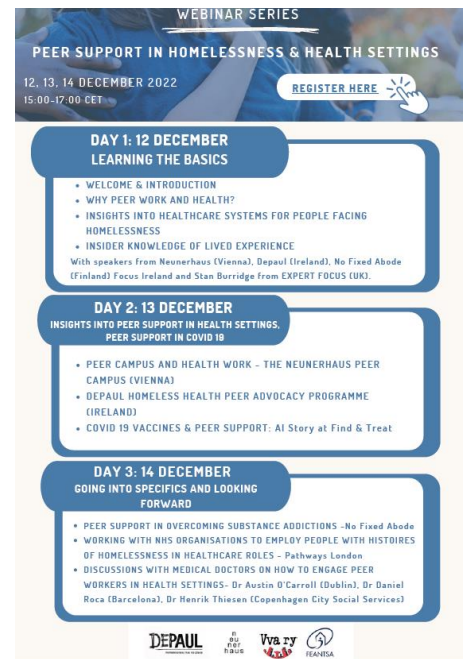 WEBINAR SERIES
PEER SUPPORT IN HOMELESSNESS & HEALTH SETTINGS
12, 13, 14 DECEMBER 2022
15:00-17:00 CET
REGISTER HERE
DAY 1: 12 DECEMBER
LEARNING THE BASICS
• WELCOME & INTRODUCTION
• WHY PEER WORK AND HEALTH?
• INSIGHTS INTO HEALTHCARE SYSTEMS FOR PEOPLE FACING
HOMELESSNESS
• INSIDER KNOWLEDGE OF LIVED EXPERIENCE
With speakers from Neunerhaus (Vienna), Depaul (Ireland), No Fixed Abode
(Finland) Focus Ireland and Stan Burridge from EXPERT FOCUS (UK).
DAY 2: 13 DECEMBER
INSIGHTS INTO PEER SUPPORT IN HEALTH SETTINGS,
PEER SUPPORT IN COVID 19
• PEER CAMPUS AND HEALTH WORK - THE NEUNERHAUS PEER
CAMPUS (VIENNA)
• DEPAUL HOMELESS HEALTH PEER ADVOCACY PROGRAMME
(IRELAND)
• COVID 19 VACCINES & PEER SUPPORT: Al Story at Find & Treat
DAY 3: 14 DECEMBER
GOING INTO SPECIFICS AND LOOKING
FORWARD
• PEER SUPPORT IN OVERCOMING SUBSTANCE ADDICTIONS -No Fixed Abode
• WORKING WITH NHS ORGANISATIONS TO EMPLOY PEOPLE WITH HISTOIRES
OF HOMELESSNESS IN HEALTHCARE ROLES - Pathways London
• DISCUSSIONS WITH MEDICAL DOCTORS ON HOW TO ENGAGE PEER
WORKERS IN HEALTH SETTINGS- Dr Austin O'Carroll (Dublin), Dr Daniel
Roca (Barcelona), Dr Henrik Thiesen (Copenhagen City Social Services)
DEPAUL
n
eu
ner
haus
Vva ry
FEANTSA